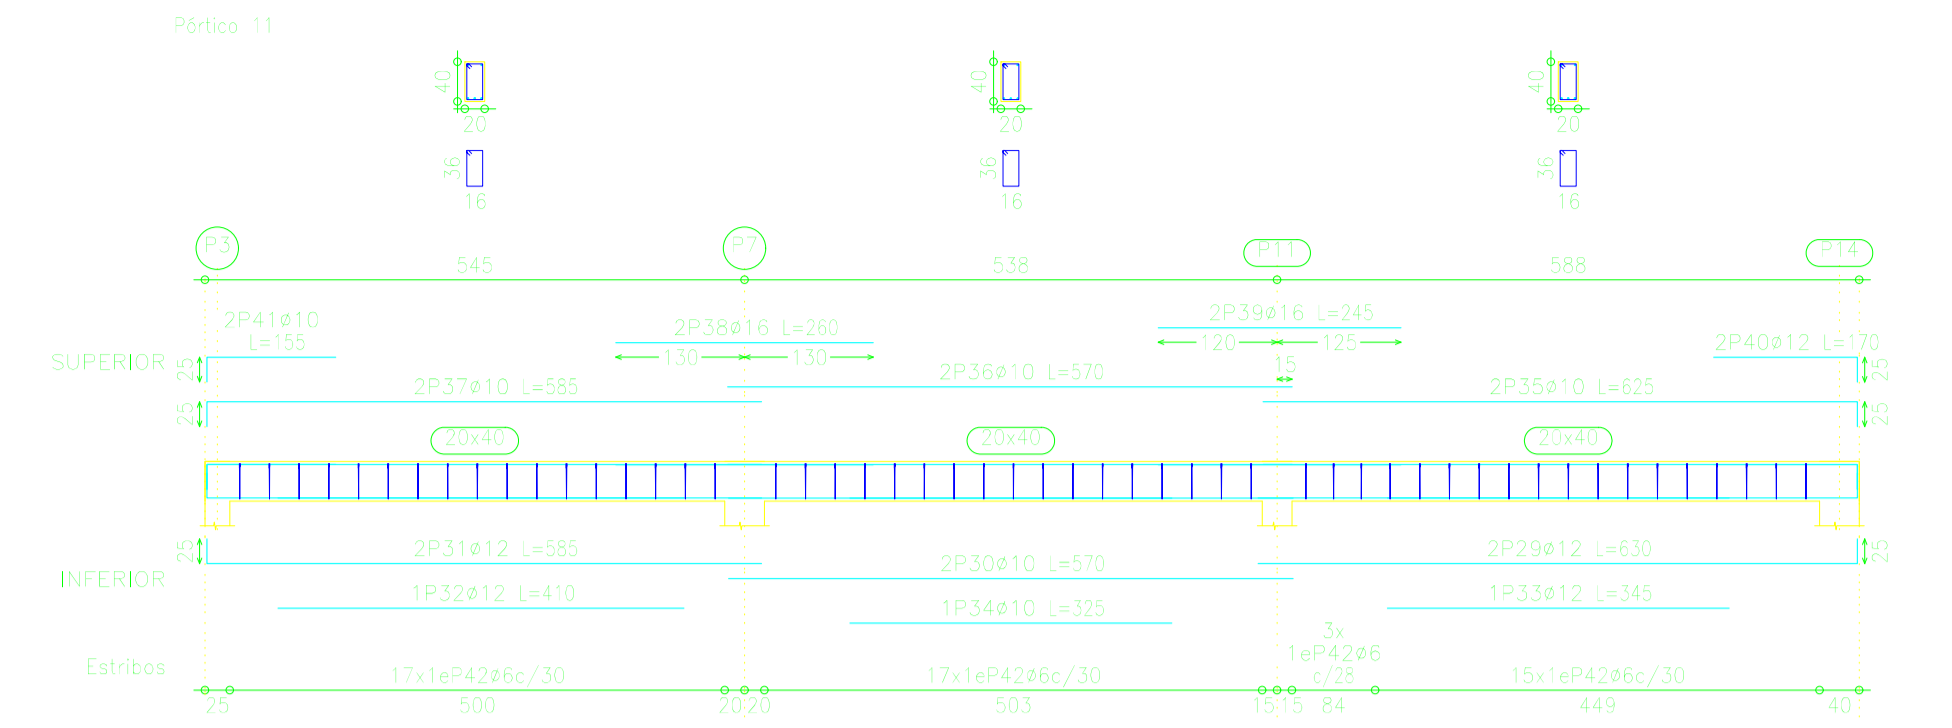 Pórtico 11
40
40
40
20
20
20
36
36
36
16
16
16
P3
P7
P11
P14
545
538
588
2P41ø10
L=155
2P38ø16 L=260
2P39ø16 L=245
2P40ø12 L=170
130
130
120
125
SUPERIOR
25
15
25
2P37ø10 L=585
2P36ø10 L=570
2P35ø10 L=625
25
25
20x40
20x40
20x40
25
2P31ø12 L=585
2P30ø10 L=570
2P29ø12 L=630
25
INFERIOR
1P32ø12 L=410
1P34ø10 L=325
1P33ø12 L=345
3x
1eP42ø6
c/28
Estribos
17x1eP42ø6c/30
17x1eP42ø6c/30
15x1eP42ø6c/30
25
500
20
20
503
15
15
84
449
40